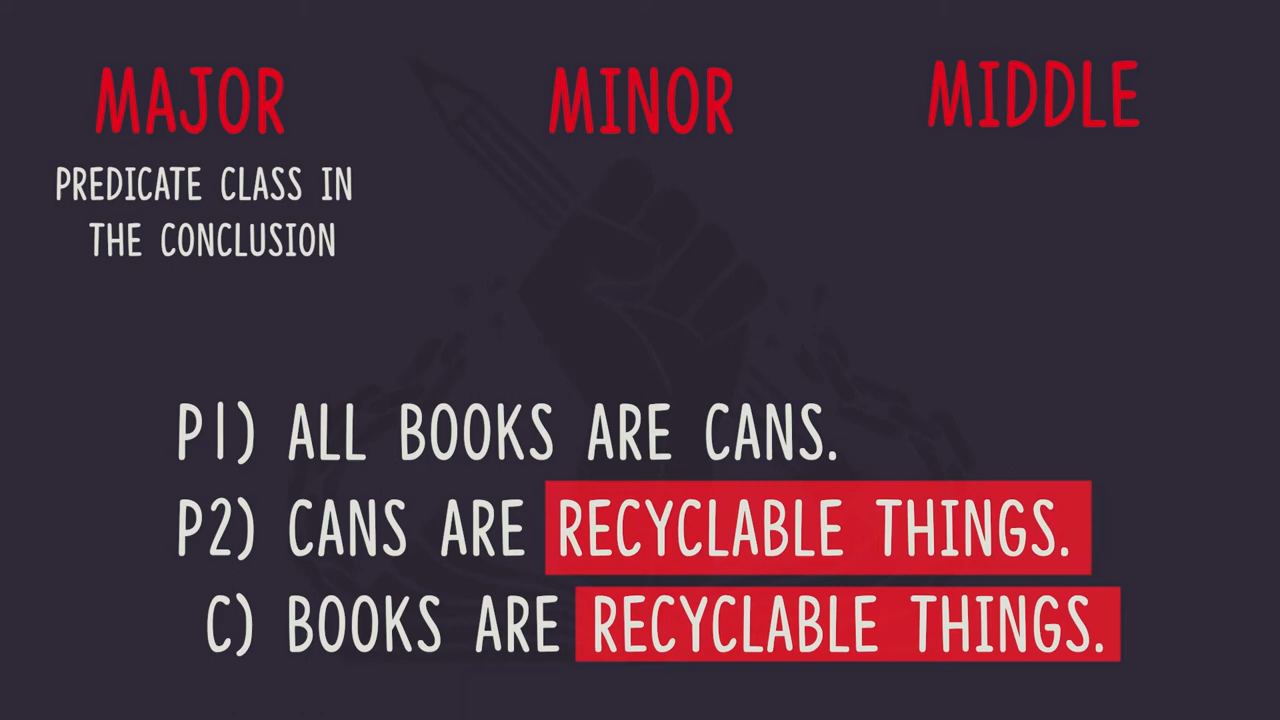 MAJOR
MINOR
MIDDLE
PREDICATE CLASS IN
THE CONCLUSION
P1) ALL BOOKS ARE CANS.
P2) CANS ARE RECYCLABLE THINGS.
C) BOOKS ARE RECYCLABLE THINGS.